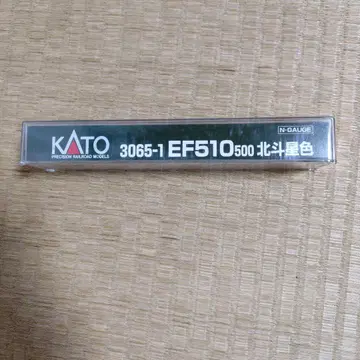 N-GAUGE
KATO 3065-1 EF510 500 北斗星色
PRECISION RAILROAD MODELS